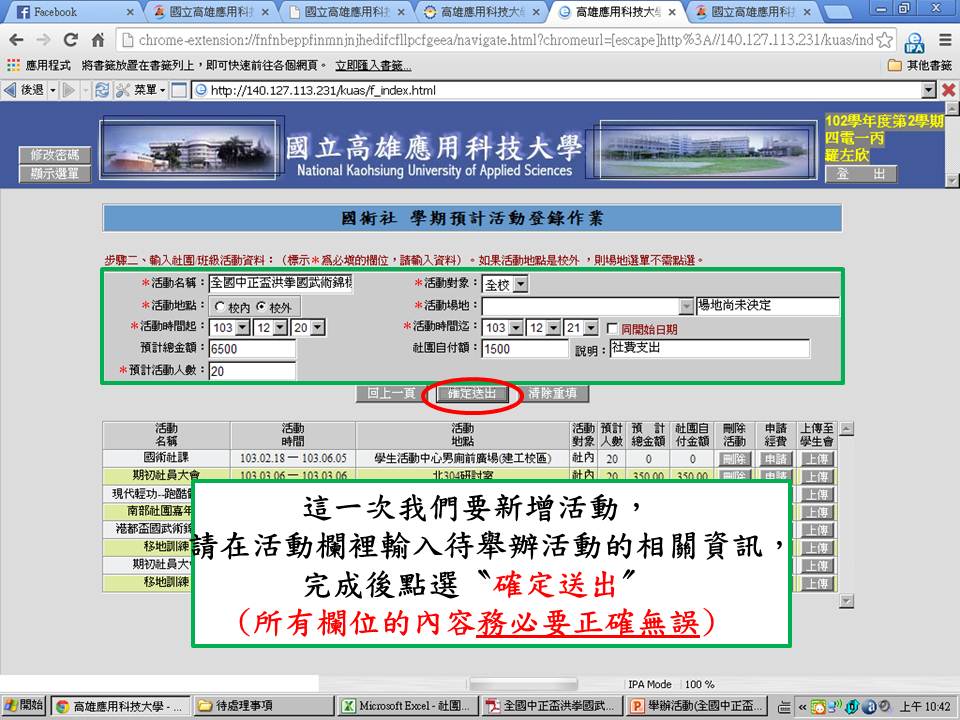 Facebook
國立高雄應用科
國立高雄應用科
高雄應用科技大
高雄應用科技大
國立高雄應用科
chrome-extension://fnfnbeppfinmnjnjhedifcfllpcfgeea/navigate.html?chromeurl=[escape]http%3A//140.127.113.231/kuas/ind
IPA
應用程式 將書籤放置在書籤列上，即可快速前往各個網頁。 立即匯入書籤... 其他書籤
後退 菜單 http://140.127.113.231/kuas/f_index.html
修改密碼
顯示選單
國立高雄應用科技大學
National Kaohsiung University of Applied Sciences
102學年度第2學期
四電一丙
羅左欣
登 出
國術社 學期預計活動登錄作業
步驟二、輸入社團/班級活動資料：（標示＊為必填的欄位，請輸入資料）。如果活動地點是校外，則場地選單不需點選。
＊活動名稱： 全國中正盃洪拳國武術錦標 ＊活動對象： 全校
＊活動地點： 校內 校外 ＊活動場地： 場地尚未決定
＊活動時間起： 103 12 20 ＊活動時間迄： 103 12 21 同開始日期
預計總金額： 6500 社團自付額： 1500 說明： 社費支出
＊預計活動人數： 20
回上一頁 確定送出 清除重填
活動名稱 活動時間 活動地點 活動對象 預計人數 預計總金額 社團自付金額 刪除活動 申請經費 上傳至學生會
國術社課 103.02.18 — 103.06.05 學生活動中心男廁前廣場(建工校區) 社內 20 0 0 刪除 申請 上傳
期初社員大會 103.03.06 — 103.03.06 北304研討室 社內 20 350.00 350.00 刪除 申請 上傳
現代輕功--跑酷 上傳
南部社團嘉年 上傳
港都盃國武術錦 上傳
移地訓練 上傳
期初社員大 上傳
移地訓練 上傳
這一次我們要新增活動，
請在活動欄裡輸入待舉辦活動的相關資訊，
完成後點選〝確定送出〞
(所有欄位的內容務必要正確無誤)
IPA Mode 100 %
開始 高雄應用科技大學 - ... 待處理事項 Microsoft Excel - 社團... 全國中正盃洪拳國武... 舉辦活動(全國中正盃... 上午 10:42